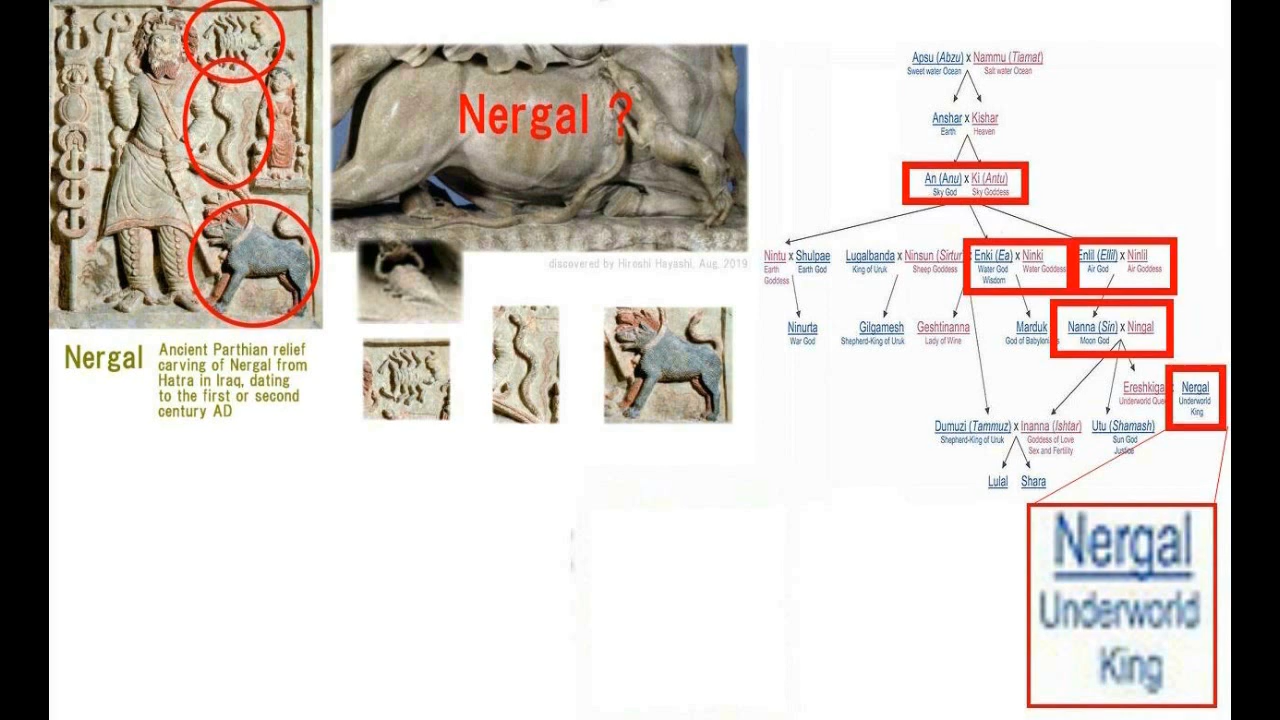 Nergal ?
discovered by Hiroshi Hayashi, Aug. 2019
Nergal
Ancient Parthian relief
carving of Nergal from
Hatra in Iraq, dating
to the first or second
century AD
Apsu (Abzu) x Nammu (Tiamat)
Sweet water Ocean Salt water Ocean
Anshar x Kishar
Earth Heaven
An (Anu) x Ki (Antu)
Sky God Sky Goddess
Nintu x Shulpae
Earth Goddess Earth God
Lugalbanda x Ninsun (Sirtur
King of Uruk Sheep Goddess
Enki (Ea) x Ninki
Water God Wisdom Water Goddess
Enlil (Ellil) x Ninlil
Air God Air Goddess
Ninurta
War God
Gilgamesh
Shepherd-King of Uruk
Geshtinanna
Lady of Wine
Marduk
God of Babylonia
Nanna (Sin) x Ningal
Moon God
Ereshkiga
Underworld Que
Nergal
Underworld
King
Dumuzi (Tammuz) x Inanna (Ishtar)
Shepherd-King of Uruk Goddess of Love
Sex and Fertility
Utu (Shamash)
Sun God
Justice
Lulal Shara
Nergal
Underworld
King